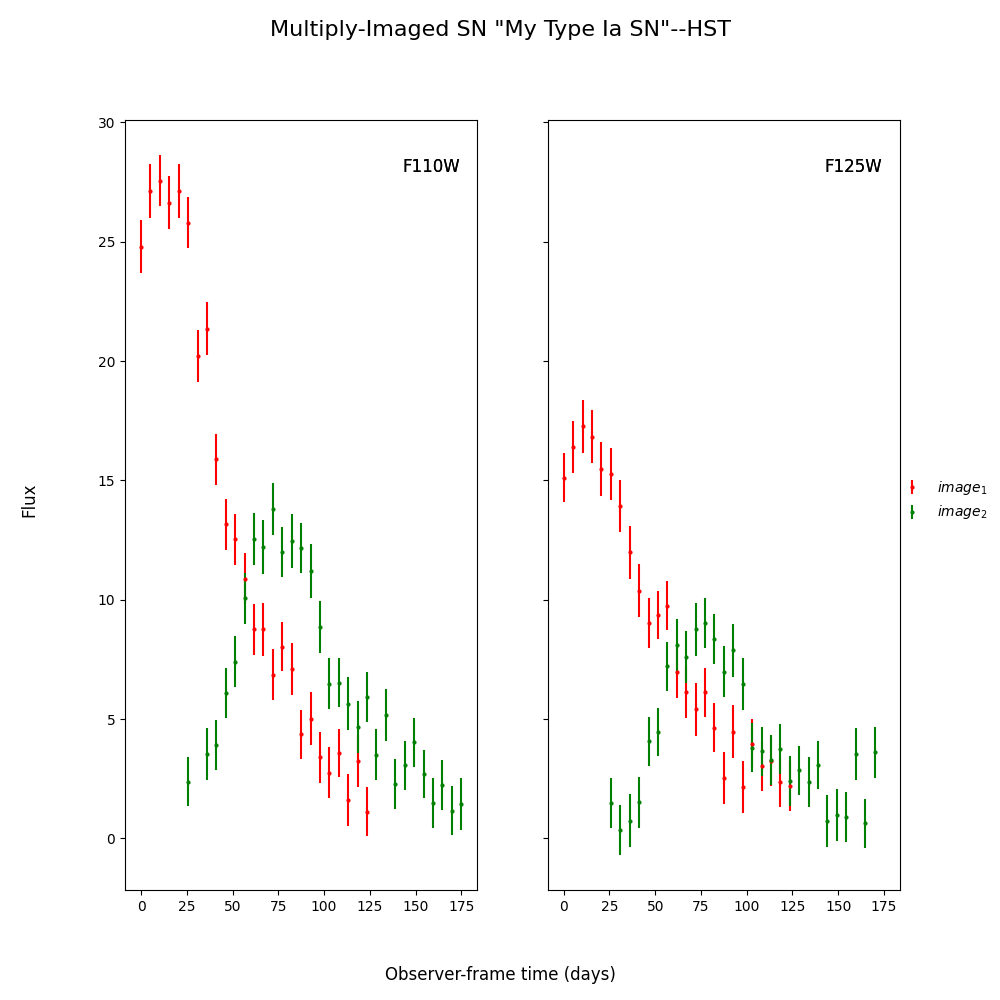 Multiply-Imaged SN "My Type Ia SN"--HST
F110W
F125W
30
25
20
15
10
5
0
Flux
image₁
image₂
0 25 50 75 100 125 150 175
0 25 50 75 100 125 150 175
Observer-frame time (days)